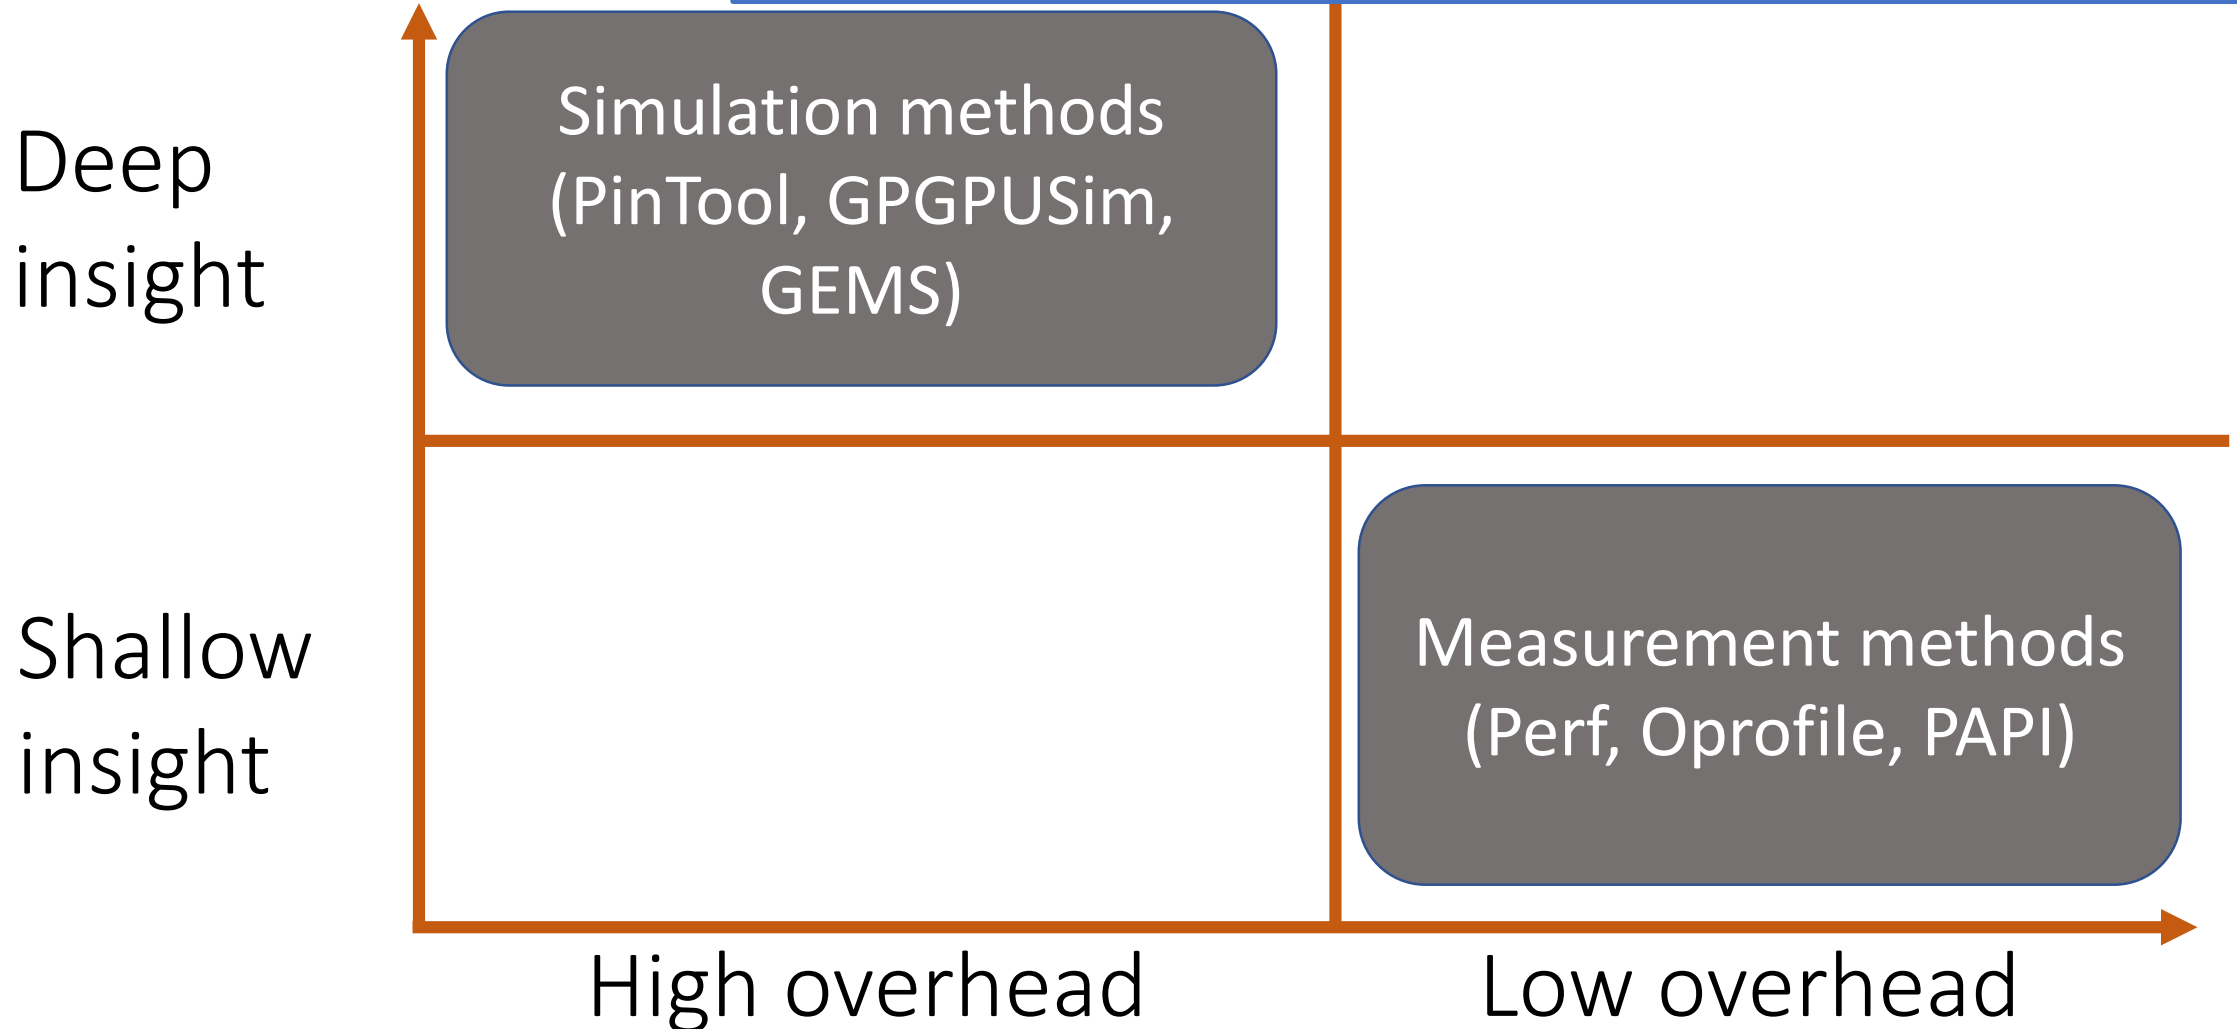 Deep
insight
Simulation methods
(PinTool, GPGPUSim,
GEMS)
Shallow
insight
Measurement methods
(Perf, Oprofile, PAPI)
High overhead
Low overhead